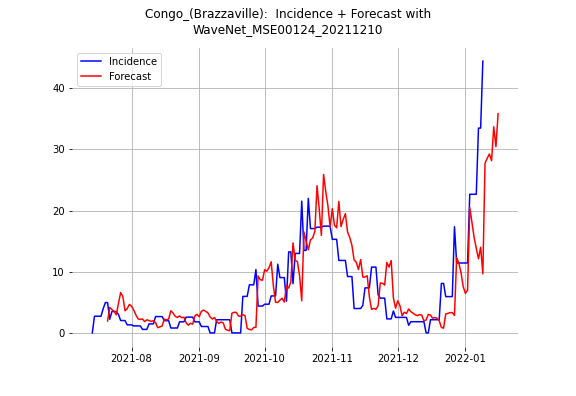 Congo_(Brazzaville):  Incidence + Forecast with
WaveNet_MSE00124_20211210
Incidence
Forecast
40
30
20
10
0
2021-08
2021-09
2021-10
2021-11
2021-12
2022-01